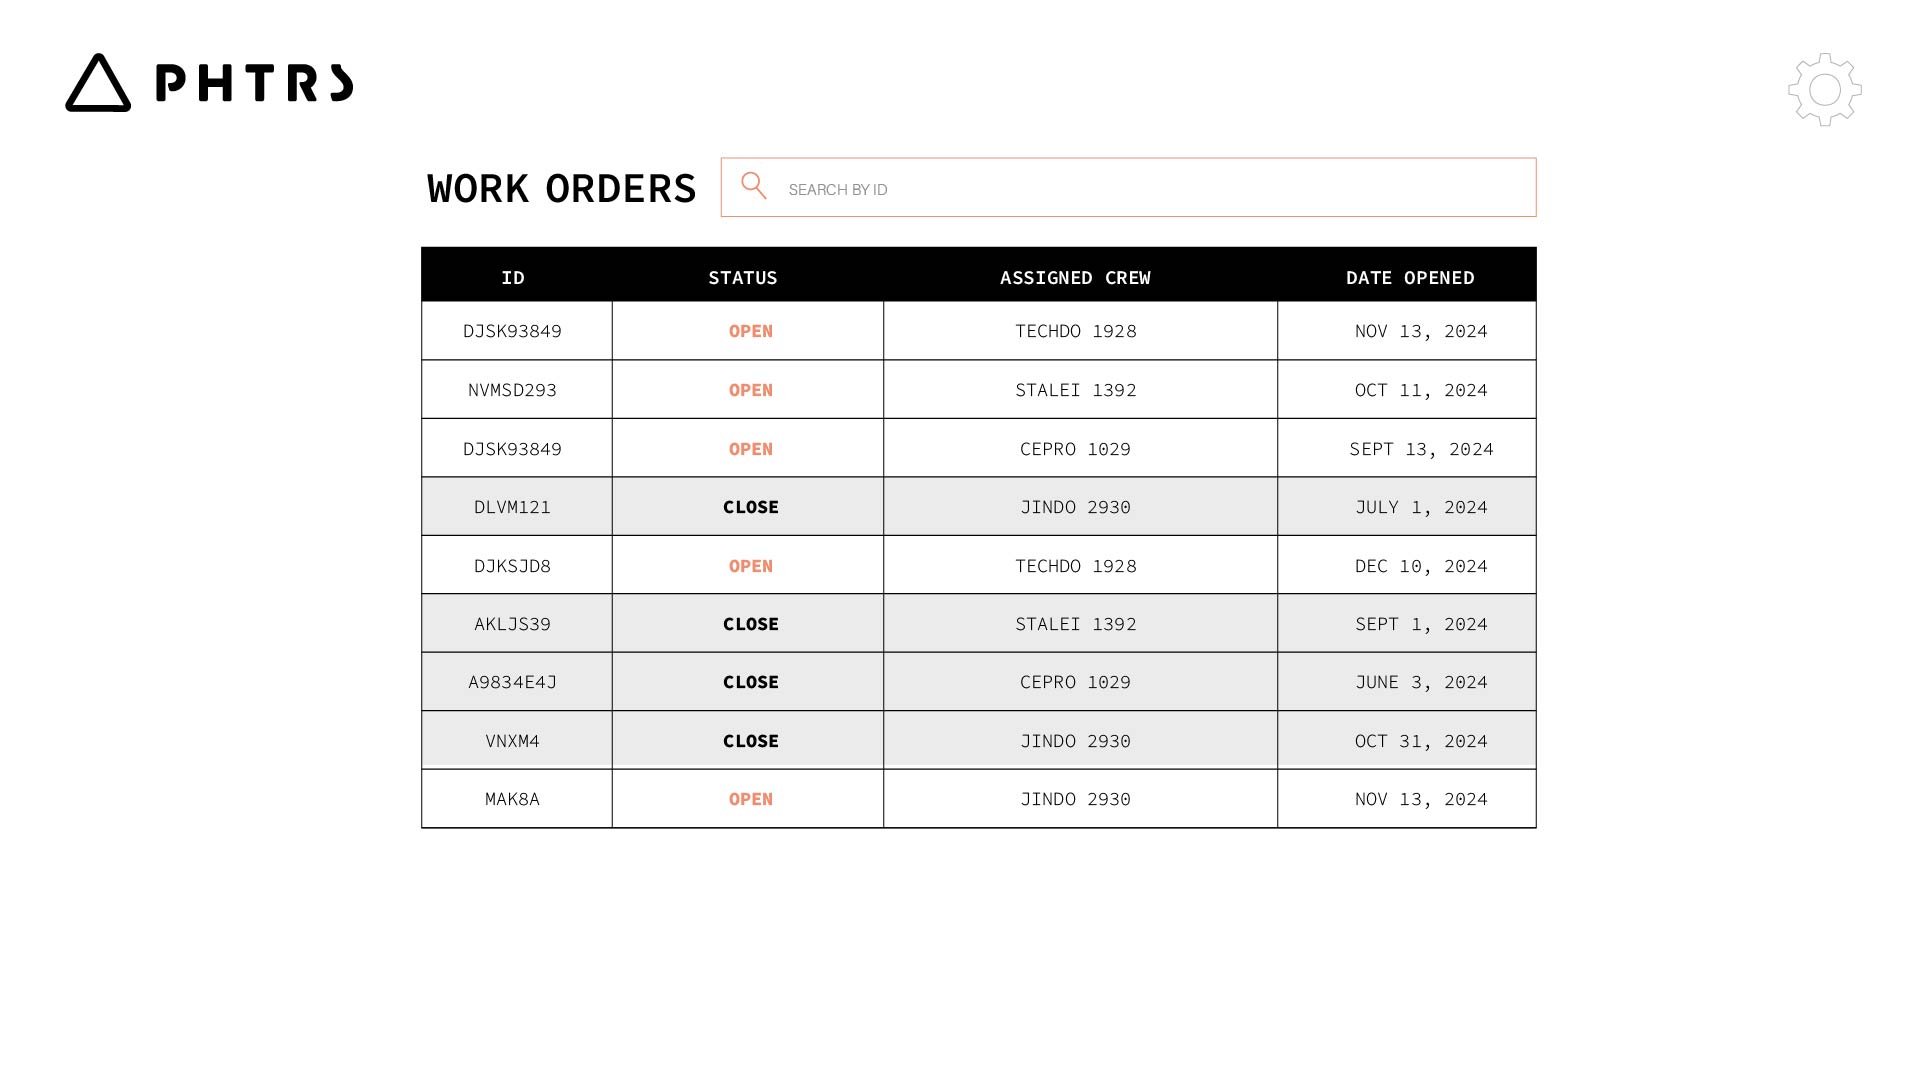 PHTRS
WORK ORDERS
SEARCH BY ID
ID STATUS ASSIGNED CREW DATE OPENED
DJSK93849 OPEN TECHDO 1928 NOV 13, 2024
NVMSD293 OPEN STALEI 1392 OCT 11, 2024
DJSK93849 OPEN CEPRO 1029 SEPT 13, 2024
DLVM121 CLOSE JINDO 2930 JULY 1, 2024
DJKSJD8 OPEN TECHDO 1928 DEC 10, 2024
AKLJS39 CLOSE STALEI 1392 SEPT 1, 2024
A9834E4J CLOSE CEPRO 1029 JUNE 3, 2024
VNXM4 CLOSE JINDO 2930 OCT 31, 2024
MAK8A OPEN JINDO 2930 NOV 13, 2024